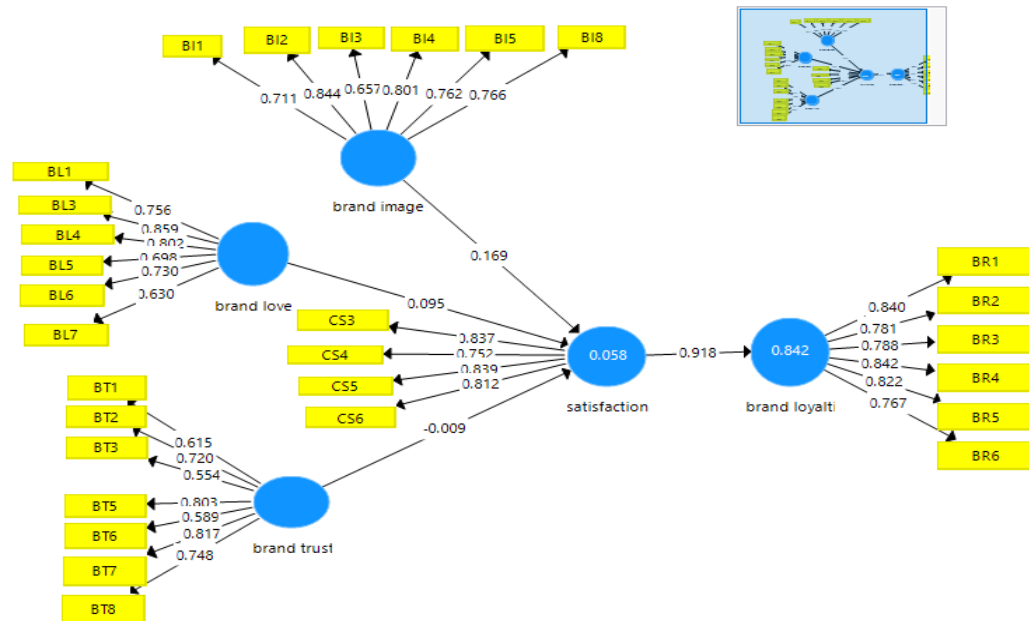 BI1 BI2 BI3 BI4 BI5 BI8
0.711 0.844 0.657 0.801 0.762 0.766
brand image
BL1
BL3
BL4
BL5
BL6
BL7
0.756
0.859
0.802
0.698
0.730
0.630
brand love
0.169
0.095
-0.009
CS3
CS4
CS5
CS6
0.837
0.752
0.839
0.812
0.058
satisfaction
0.918
0.842
brand loyalti
0.840
0.781
0.788
0.842
0.822
0.767
BR1
BR2
BR3
BR4
BR5
BR6
BT1
BT2
BT3
BT5
BT6
BT7
BT8
0.615
0.720
0.554
0.803
0.589
0.817
0.748
brand trust